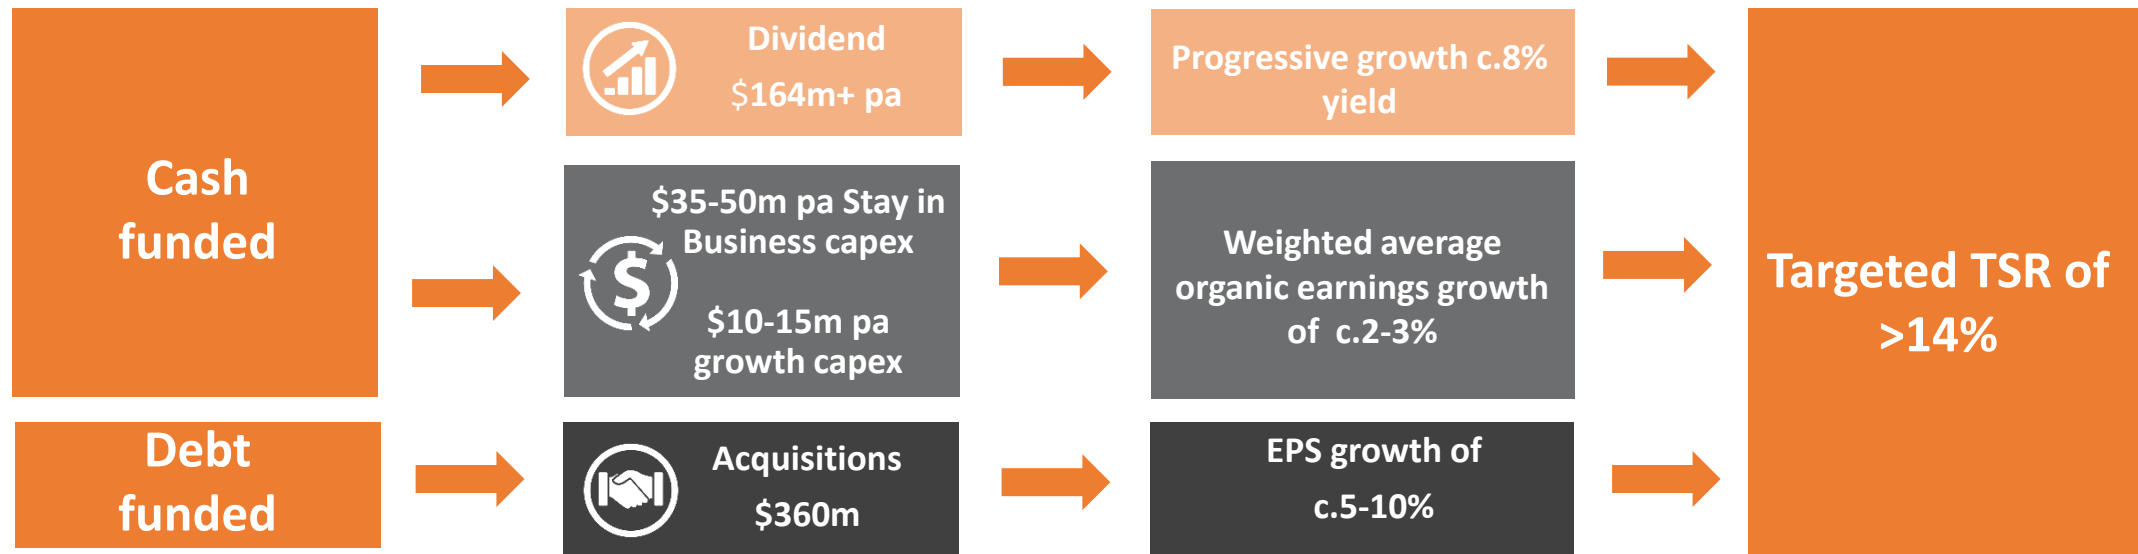 Cash
funded
Dividend
$164m+ pa
Progressive growth c.8%
yield
$35-50m pa Stay in
Business capex
$10-15m pa
growth capex
Weighted average
organic earnings growth
of c.2-3%
Debt
funded
Acquisitions
$360m
EPS growth of
c.5-10%
Targeted TSR of
>14%